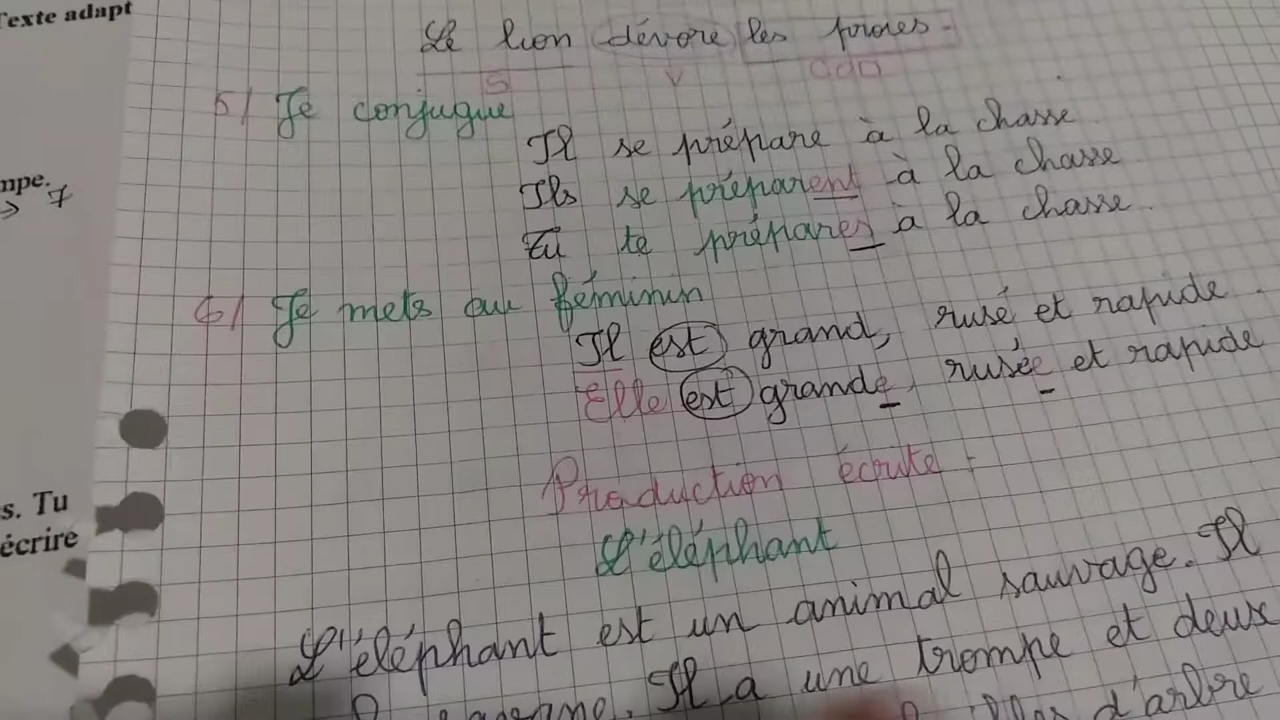 Texte adapt
Le lion dévore les proies.
S V COD
5/ Je conjugue
Il se prépare à la chasse
Ils se préparent à la chasse
Tu te prépares à la chasse.
mpe.
→ 7
6/ Je mets au féminin
Il est grand, rusé et rapide.
Elle est grande, rusée et rapide
Production écrite.
s. Tu
écrire
L'éléphant
L'éléphant est un animal sauvage. Il
Il a une trompe et deux
d'arbre